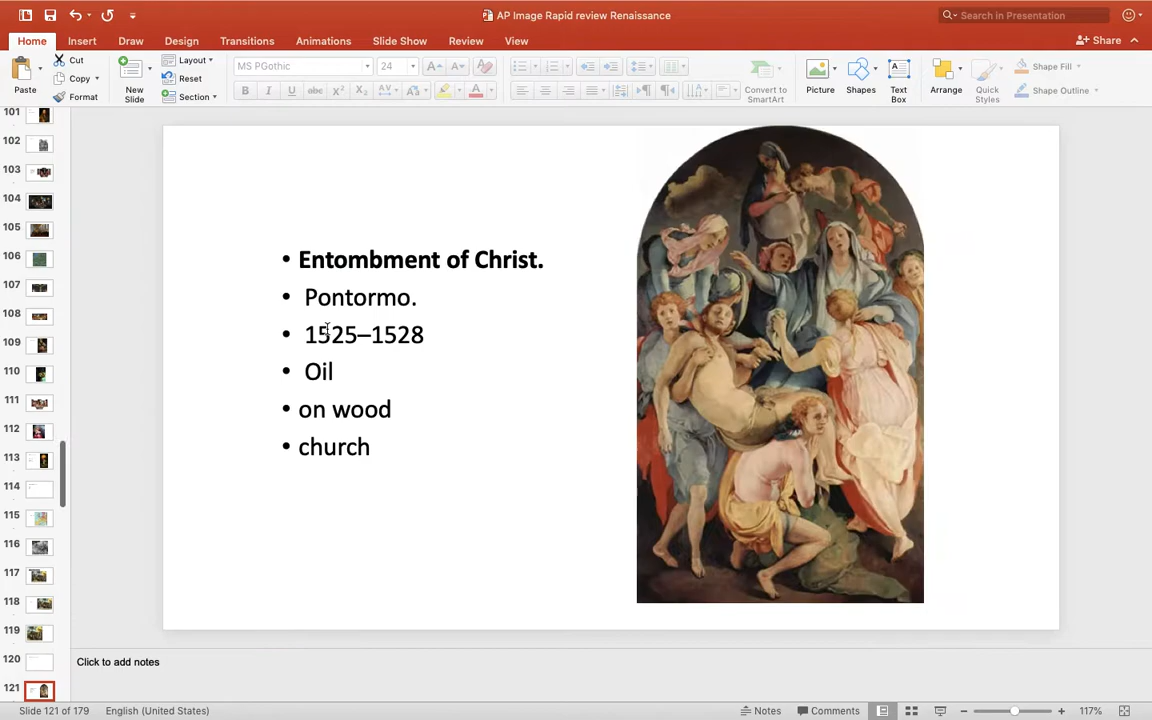 AP Image Rapid review Renaissance
Search in Presentation
Home Insert Draw Design Transitions Animations Slide Show Review View
Share
Paste
Cut
Copy
Format
New Slide
Layout
Reset
Section
MS PGothic
24
Convert to SmartArt
Picture
Shapes
Text Box
Arrange
Quick Styles
Shape Fill
Shape Outline
101
102
103
104
105
106
107
108
109
110
111
112
113
114
115
116
117
118
119
120
121
• Entombment of Christ.
• Pontormo.
• 1525–1528
• Oil
• on wood
• church
Click to add notes
Slide 121 of 179 English (United States)
Notes Comments 117%